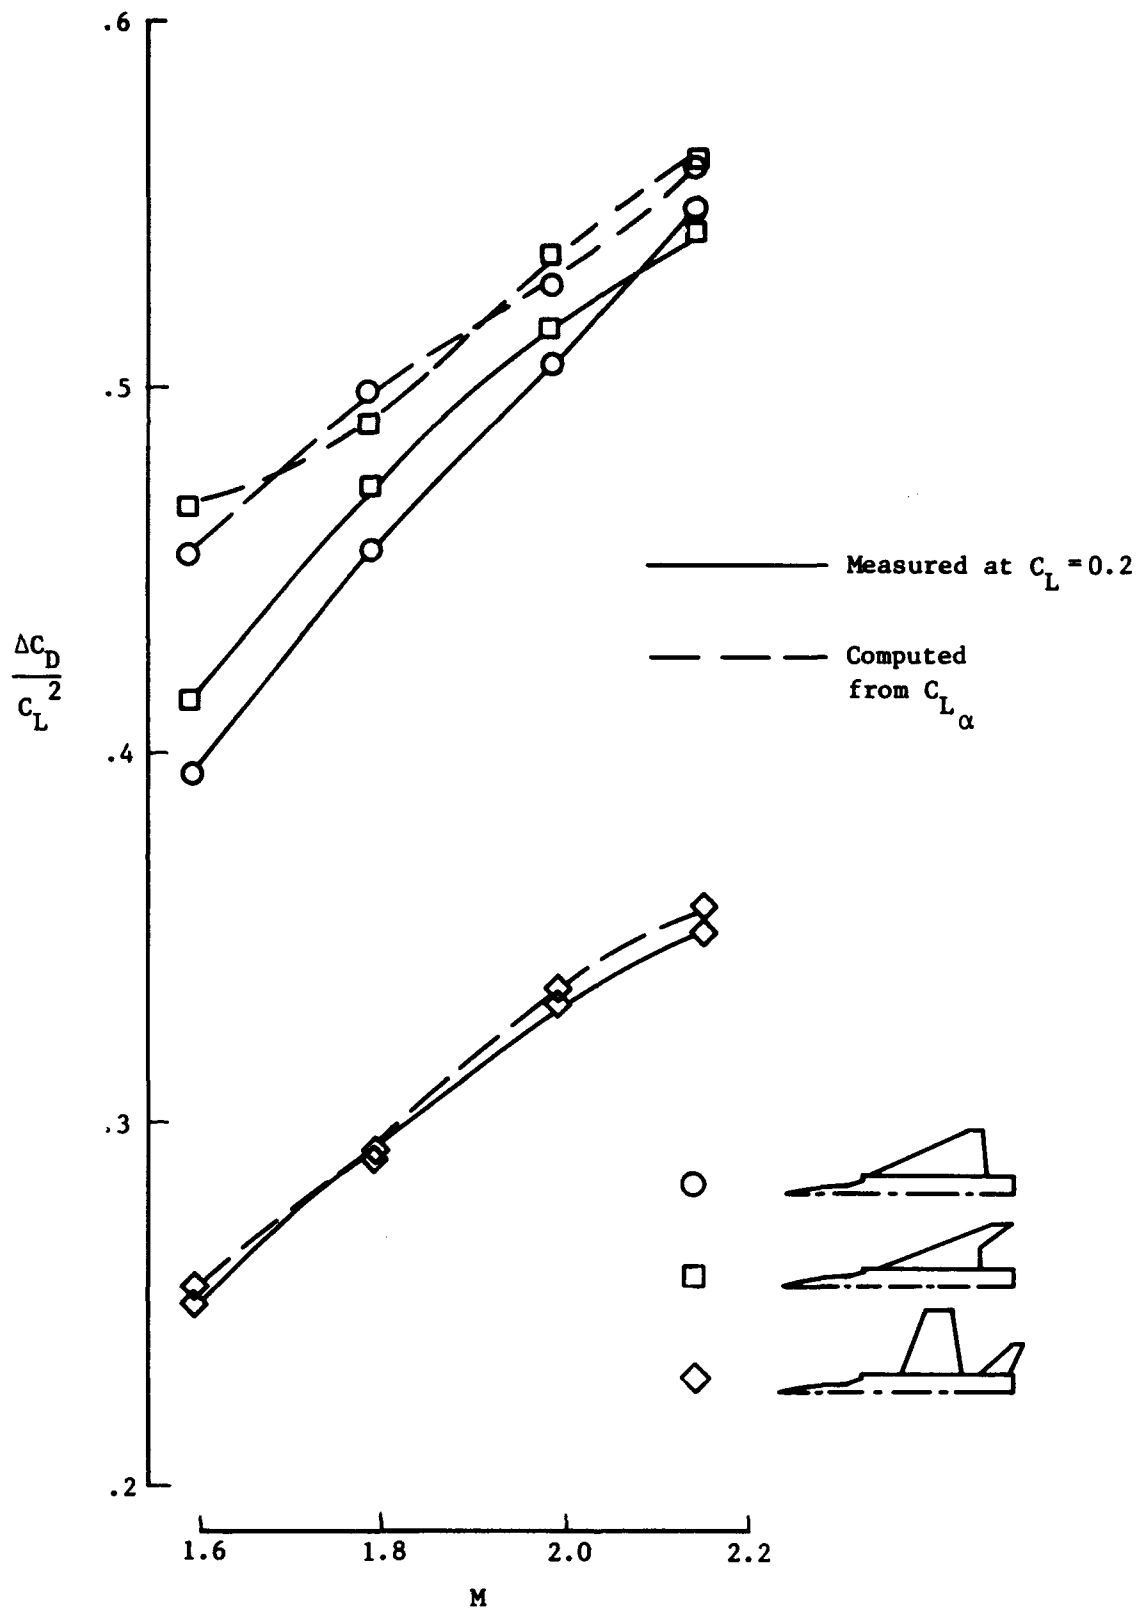 .6
.5
.4
.3
.2
ΔC_D
C_L^2
Measured at C_L = 0.2
Computed
from C_L_α
1.6 1.8 2.0 2.2
M